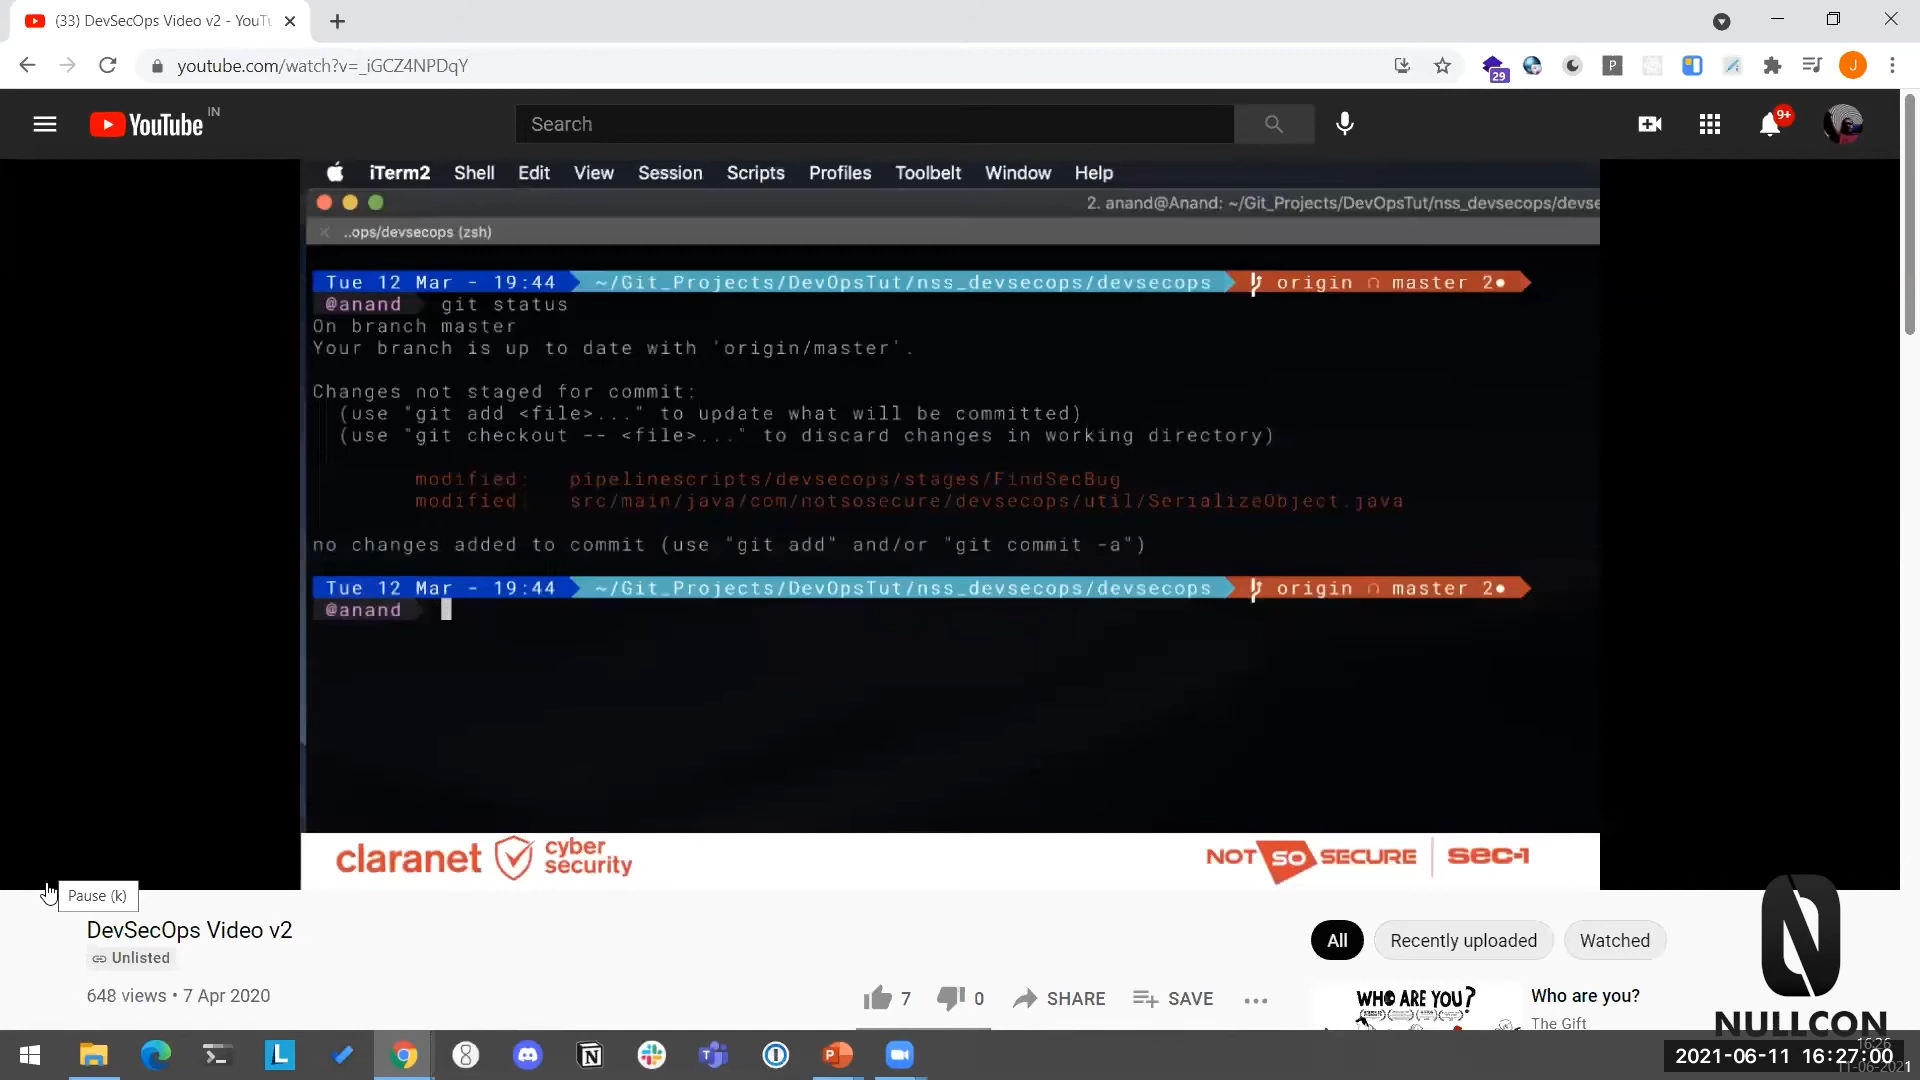 (33) DevSecOps Video v2 - YouTu
youtube.com/watch?v=_iGCZ4NPDqY
29
P
J
YouTube IN
Search
9+
iTerm2 Shell Edit View Session Scripts Profiles Toolbelt Window Help
2. anand@Anand: ~/Git_Projects/DevOpsTut/nss_devsecops/devse
..ops/devsecops (zsh)
Tue 12 Mar - 19:44 ~/Git_Projects/DevOpsTut/nss_devsecops/devsecops origin master 2●
@anand git status
On branch master
Your branch is up to date with 'origin/master'.
Changes not staged for commit:
(use "git add <file>..." to update what will be committed)
(use "git checkout -- <file>..." to discard changes in working directory)
modified: pipelinescripts/devsecops/stages/FindSecBug
modified: src/main/java/com/notsosecure/devsecops/util/SerializeObject.java
no changes added to commit (use "git add" and/or "git commit -a")
Tue 12 Mar - 19:44 ~/Git_Projects/DevOpsTut/nss_devsecops/devsecops origin master 2●
@anand
claranet cyber security
NOT SO SECURE SEC-1
Pause (k)
DevSecOps Video v2
Unlisted
648 views • 7 Apr 2020
7 0 SHARE SAVE
All Recently uploaded Watched
WHO ARE YOU?
Who are you?
The Gift
NULLCON
16:26
2021-06-11 16:27:00
11-06-2021